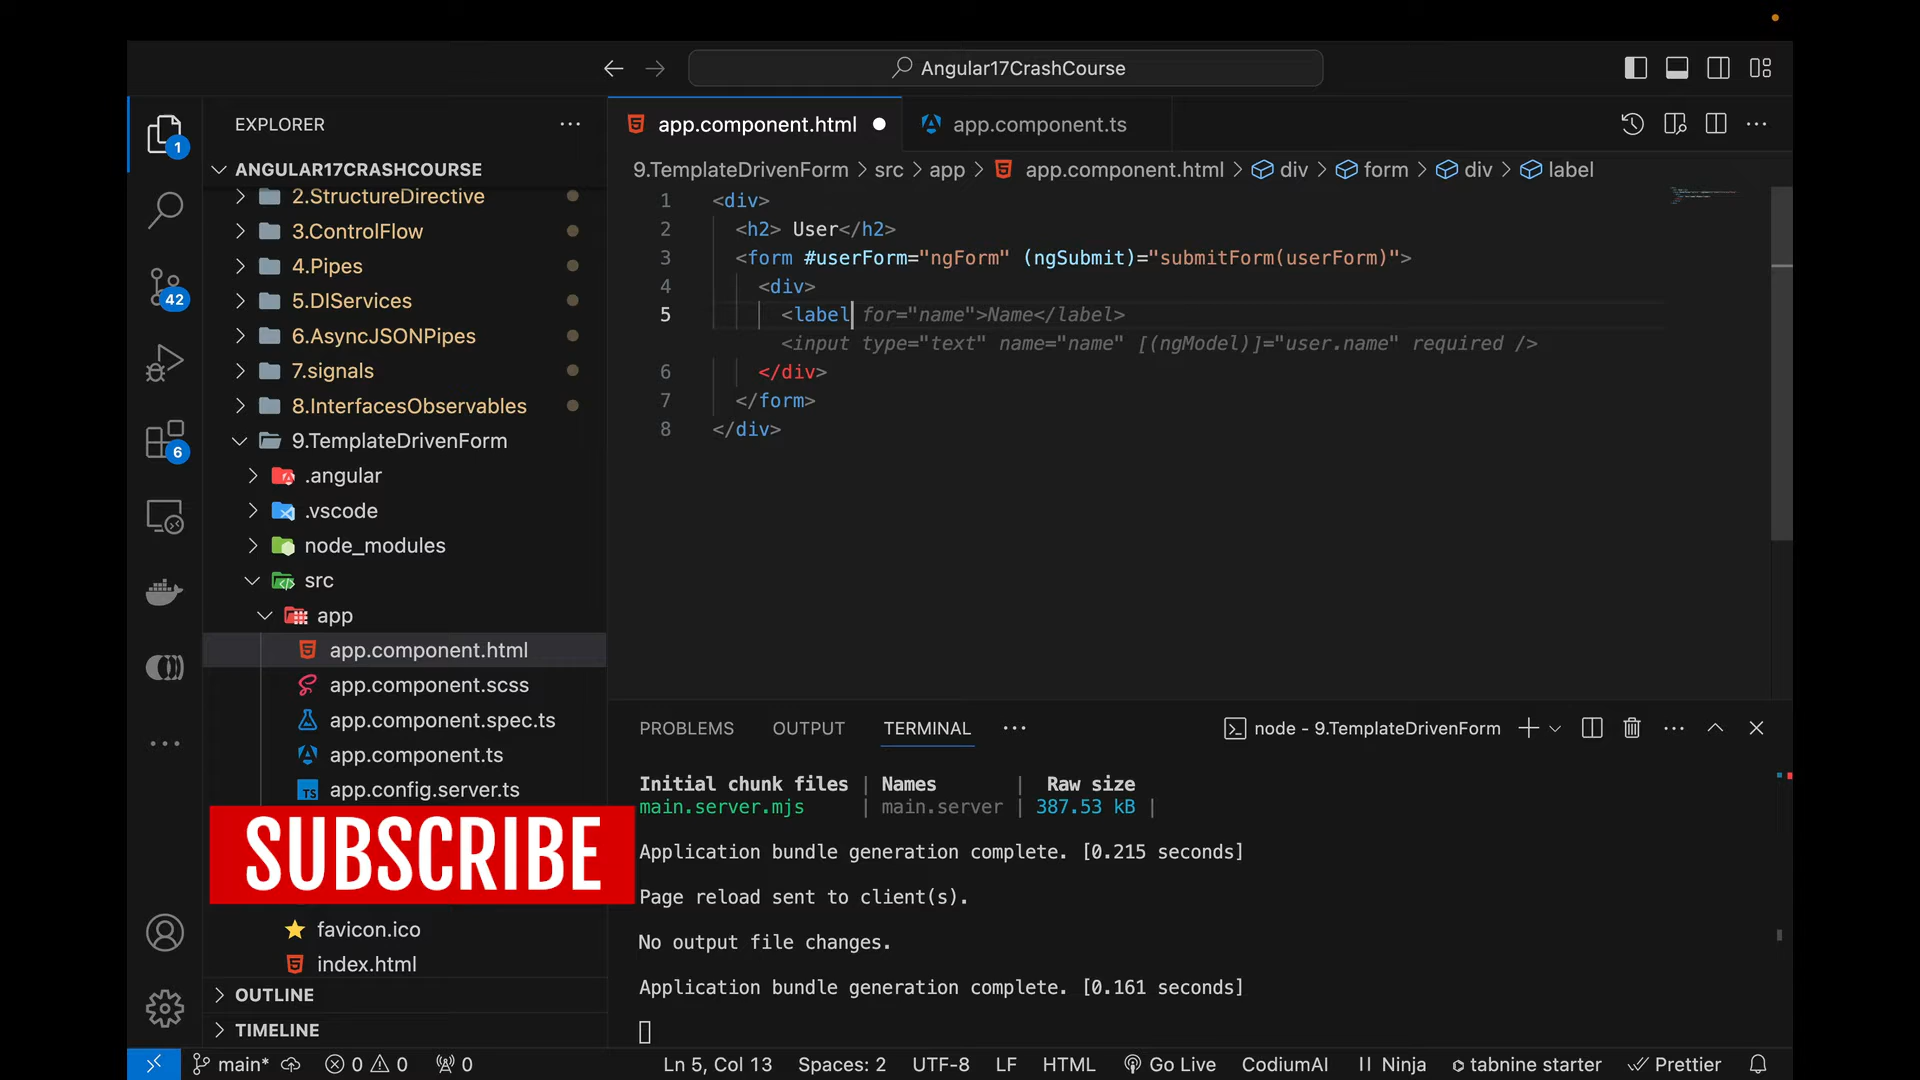 Angular17CrashCourse
EXPLORER
1
ANGULAR17CRASHCOURSE
2.StructureDirective
3.ControlFlow
4.Pipes
5.DIServices
6.AsyncJSONPipes
7.signals
8.InterfacesObservables
9.TemplateDrivenForm
.angular
.vscode
node_modules
src
app
app.component.html
app.component.scss
app.component.spec.ts
app.component.ts
app.config.server.ts
SUBSCRIBE
favicon.ico
index.html
OUTLINE
TIMELINE
42
6
app.component.html
app.component.ts
9.TemplateDrivenForm > src > app > app.component.html > div > form > div > label
1 <div>
2 <h2> User</h2>
3 <form #userForm="ngForm" (ngSubmit)="submitForm(userForm)">
4 <div>
5 <label for="name">Name</label>
<input type="text" name="name" [(ngModel)]="user.name" required />
6 </div>
7 </form>
8 </div>
PROBLEMS OUTPUT TERMINAL
node - 9.TemplateDrivenForm
Initial chunk files | Names | Raw size
main.server.mjs | main.server | 387.53 kB |
Application bundle generation complete. [0.215 seconds]
Page reload sent to client(s).
No output file changes.
Application bundle generation complete. [0.161 seconds]
main* 0 0 0 Ln 5, Col 13 Spaces: 2 UTF-8 LF HTML Go Live CodiumAI Ninja tabnine starter Prettier